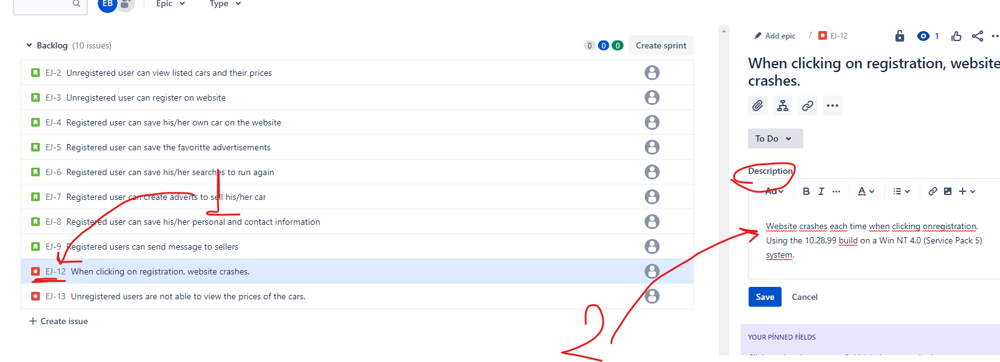 EB
Epic
Type
Backlog (10 issues)
0 0 0 Create sprint
EJ-2 Unregistered user can view listed cars and their prices
EJ-3 Unregistered user can register on website
EJ-4 Registered user can save his/her own car on the website
EJ-5 Registered user can save the favoritte advertisements
EJ-6 Registered user can save his/her searches to run again
EJ-7 Registered user can create adverts to sell his/her car
EJ-8 Registered user can save his/her personal and contact information
EJ-9 Registered users can send message to sellers
EJ-12 When clicking on registration, website crashes.
EJ-13 Unregistered users are not able to view the prices of the cars.
+ Create issue
1
2
Add epic / EJ-12
1
When clicking on registration, website
crashes.
To Do
Description
Aa B I ... A
Website crashes each time when clicking onregistration.
Using the 10.28.99 build on a Win NT 4.0 (Service Pack 5)
system.
Save Cancel
YOUR PİNNED FİELDS